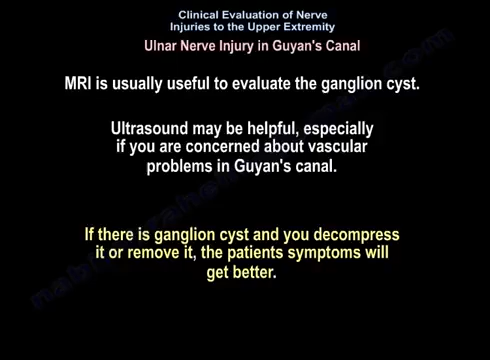 Clinical Evaluation of Nerve
Injuries to the Upper Extremity
Ulnar Nerve Injury in Guyan's Canal
MRI is usually useful to evaluate the ganglion cyst.
Ultrasound may be helpful, especially
if you are concerned about vascular
problems in Guyan's canal.
If there is ganglion cyst and you decompress
it or remove it, the patients symptoms will
get better.